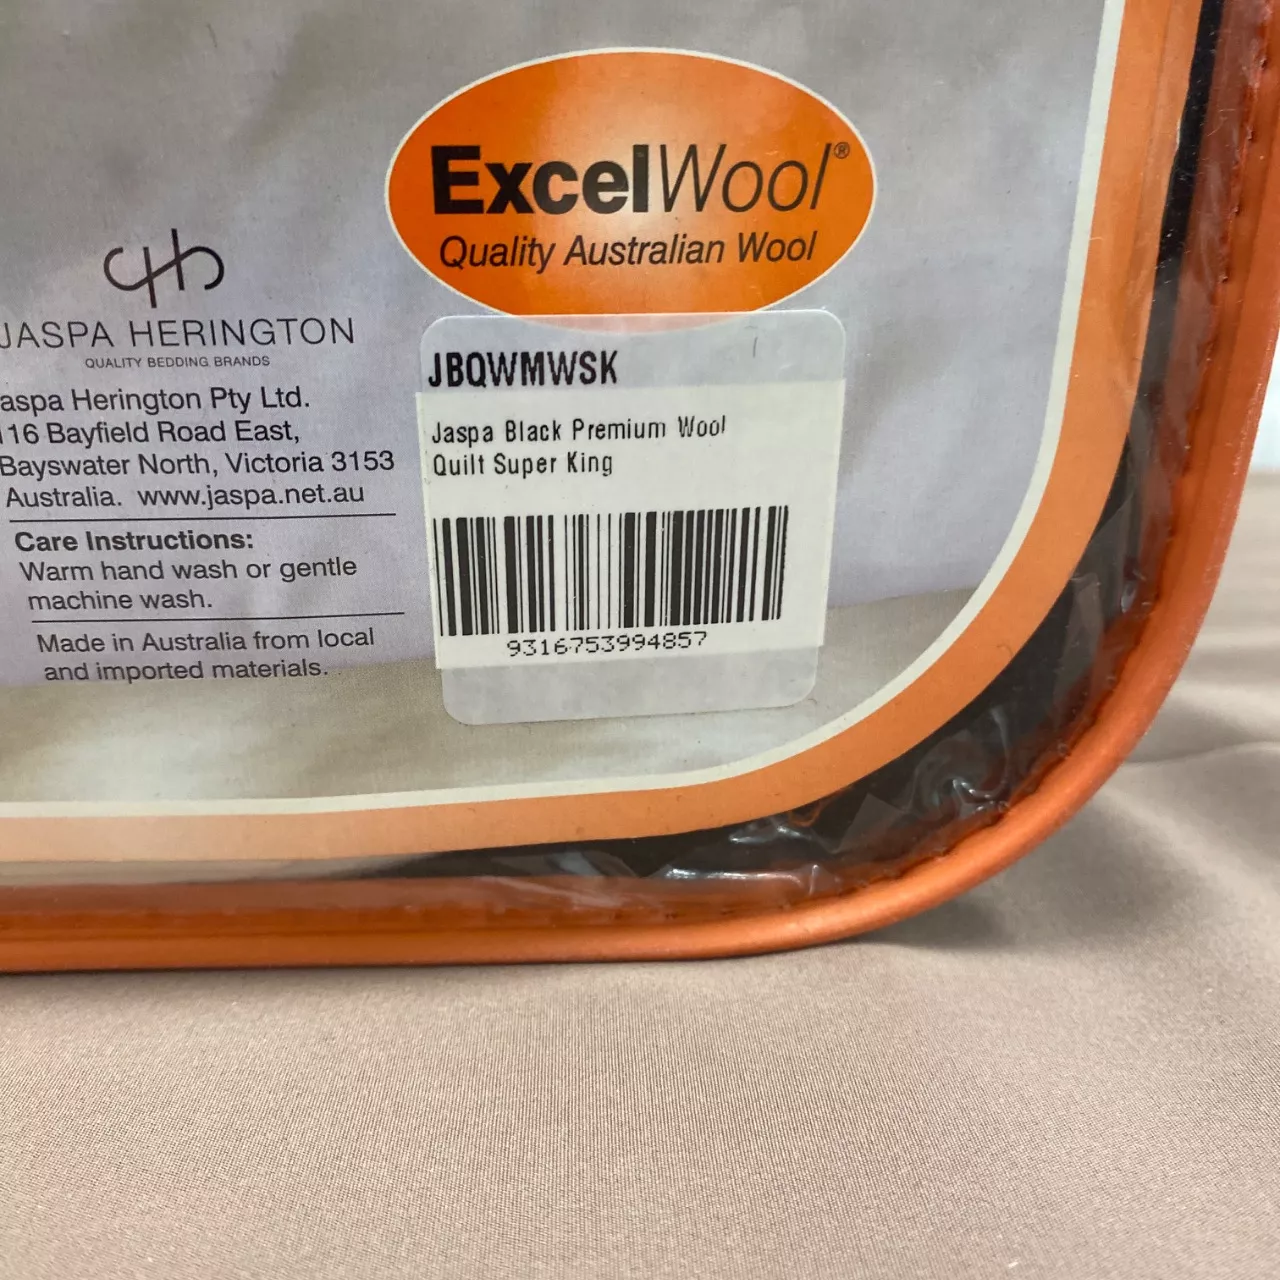 ExcelWool®
Quality Australian Wool
JASPA HERINGTON
QUALITY BEDDING BRANDS
aspa Herington Pty Ltd.
116 Bayfield Road East,
Bayswater North, Victoria 3153
Australia. www.jaspa.net.au
Care Instructions:
Warm hand wash or gentle
machine wash.
Made in Australia from local
and imported materials.
JBQWMWSK
Jaspa Black Premium Wool
Quilt Super King
9316753994857